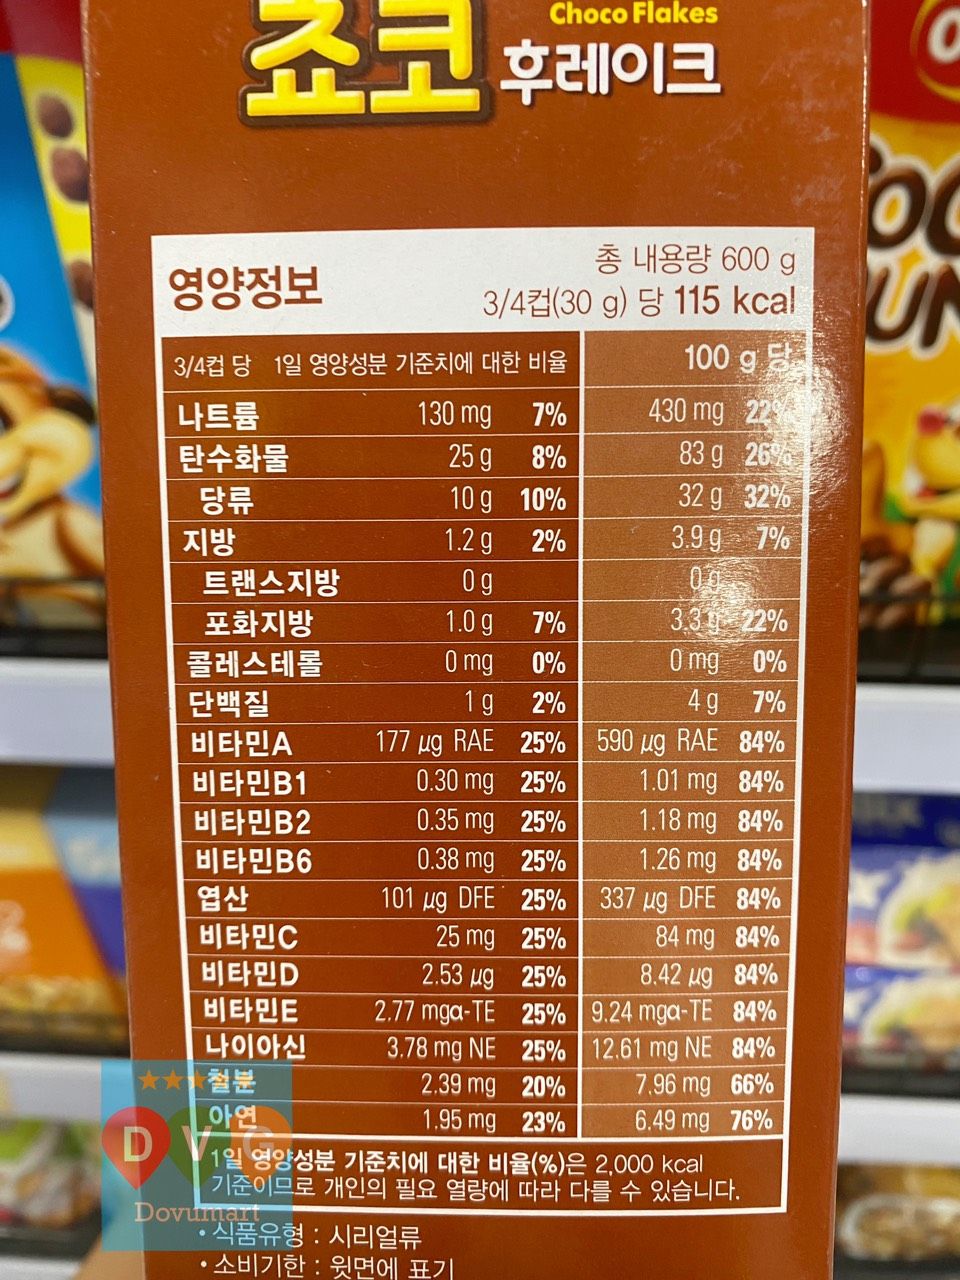 Choco Flakes
쵸코 후레이크
영양정보
총 내용량 600 g
3/4컵(30 g) 당 115 kcal
3/4컵 당 1일 영양성분 기준치에 대한 비율 100 g 당
나트륨 130 mg 7% 430 mg 22%
탄수화물 25 g 8% 83 g 26%
당류 10 g 10% 32 g 32%
지방 1.2 g 2% 3.9 g 7%
트랜스지방 0 g 0 g
포화지방 1.0 g 7% 3.3 g 22%
콜레스테롤 0 mg 0% 0 mg 0%
단백질 1 g 2% 4 g 7%
비타민A 177 μg RAE 25% 590 μg RAE 84%
비타민B1 0.30 mg 25% 1.01 mg 84%
비타민B2 0.35 mg 25% 1.18 mg 84%
비타민B6 0.38 mg 25% 1.26 mg 84%
엽산 101 μg DFE 25% 337 μg DFE 84%
비타민C 25 mg 25% 84 mg 84%
비타민D 2.53 μg 25% 8.42 μg 84%
비타민E 2.77 mgα-TE 25% 9.24 mgα-TE 84%
나이아신 3.78 mg NE 25% 12.61 mg NE 84%
철분 2.39 mg 20% 7.96 mg 66%
아연 1.95 mg 23% 6.49 mg 76%
1일 영양성분 기준치에 대한 비율(%)은 2,000 kcal
기준이므로 개인의 필요 열량에 따라 다를 수 있습니다.
• 식품유형 : 시리얼류
• 소비기한 : 윗면에 표기
DVG
Dovumart